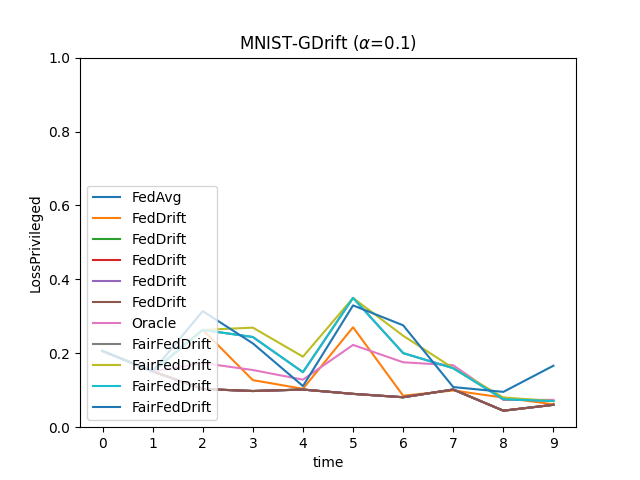 MNIST-GDrift (α=0.1)
1.0
0.8
0.6
0.4
0.2
0.0
LossPrivileged
FedAvg
FedDrift
FedDrift
FedDrift
FedDrift
FedDrift
Oracle
FairFedDrift
FairFedDrift
FairFedDrift
FairFedDrift
0 1 2 3 4 5 6 7 8 9
time